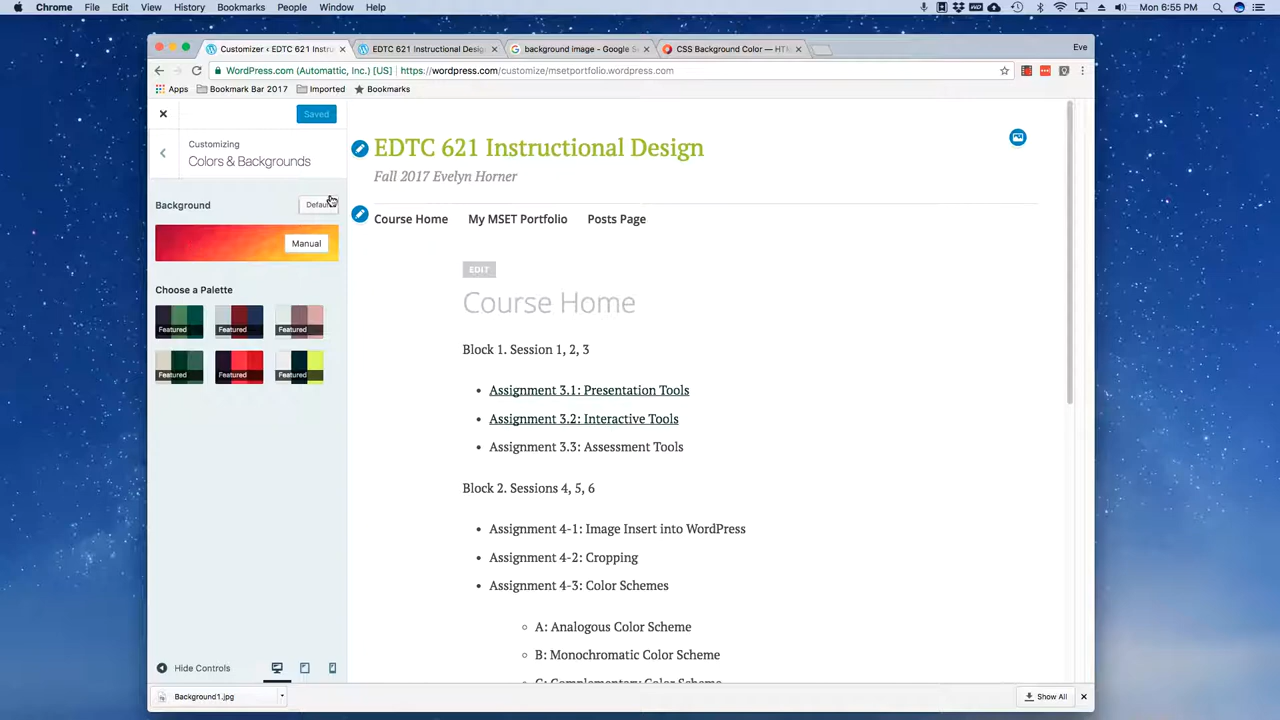 Chrome File Edit View History Bookmarks People Window Help Mon 6:55 PM
Customizer ‹ EDTC 621 Instru EDTC 621 Instructional Design background image - Google S CSS Background Color — HTM Eve
WordPress.com (Automattic, Inc.) [US] https://wordpress.com/customize/msetportfolio.wordpress.com
Apps Bookmark Bar 2017 Imported Bookmarks
Saved
Customizing
Colors & Backgrounds
Background Defau
Manual
Choose a Palette
Featured Featured Featured
Featured Featured Featured
Hide Controls
EDTC 621 Instructional Design
Fall 2017 Evelyn Horner
Course Home My MSET Portfolio Posts Page
EDIT
Course Home
Block 1. Session 1, 2, 3
• Assignment 3.1: Presentation Tools
• Assignment 3.2: Interactive Tools
• Assignment 3.3: Assessment Tools
Block 2. Sessions 4, 5, 6
• Assignment 4-1: Image Insert into WordPress
• Assignment 4-2: Cropping
• Assignment 4-3: Color Schemes
◦ A: Analogous Color Scheme
◦ B: Monochromatic Color Scheme
◦ C: Complementary Color Scheme
Background1.jpg Show All